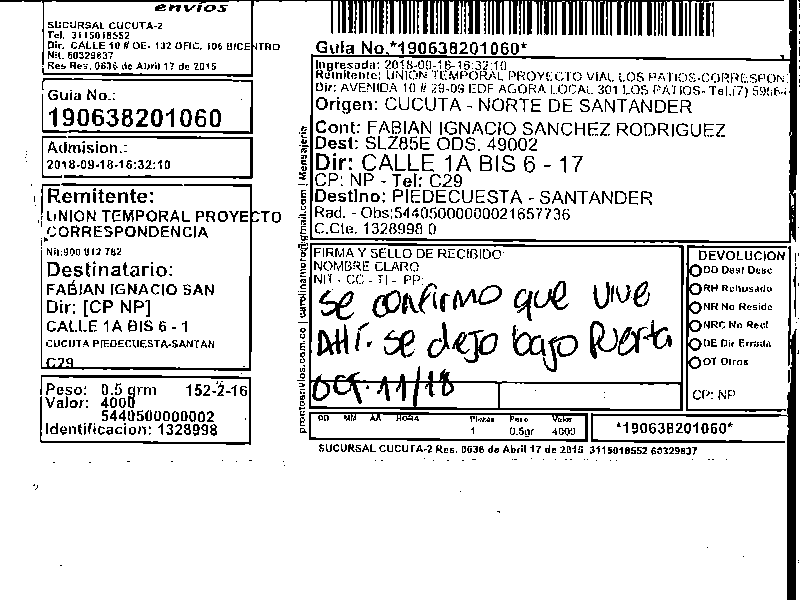 envíos
SUCURSAL CUCUTA-2
Tel. 3115018552
Dir. CALLE 10 # OE- 132 OFIC. 106 BICENTRO
Nit. 60329837
Res Res. 0636 de Abril 17 de 2015
Guia No.:
190638201060
Admision.:
2018-09-18-16:32:10
Remitente:
UNION TEMPORAL PROYECTO
CORRESPONDENCIA
Nit:900 812 782
Destinatario:
FABIAN IGNACIO SAN
Dir: [CP NP]
CALLE 1A BIS 6 - 1
CUCUTA PIEDECUESTA-SANTAN
C29
Peso: 0.5 grm 152-2-16
Valor: 4000
5440500000002
Identificacion: 1328998
Guia No.*190638201060*
Ingresada: 2018-09-18-16:32:10
Remitente: UNION TEMPORAL PROYECTO VIAL LOS PATIOS-CORRESPON
Dir: AVENIDA 10 # 29-09 EDF AGORA LOCAL 301 LOS PATIOS- Tel.(7)
Origen: CUCUTA - NORTE DE SANTANDER
Cont: FABIAN IGNACIO SANCHEZ RODRIGUEZ
Dest: SLZ85E ODS. 49002
Dir: CALLE 1A BIS 6 - 17
CP: NP - Tel: C29
Destino: PIEDECUESTA - SANTANDER
Rad. - Obs:54405000000021657736
C.Cte. 1328998 0
FIRMA Y SELLO DE RECIBIDO
NOMBRE CLARO
NIT - CC - TI - PP
Se confirmo que vive
Ahí. se dejo bajo Puerta
OCT. 11/18
DEVOLUCION
DD Dest Desc
RH Rehusado
NR No Reside
NRC No Recl
DE Dir Errada
OT Otros
CP: NP
DD MM AA HORA Piezas Peso Valor
1 0.5gr 4000
*190638201060*
SUCURSAL CUCUTA-2 Res. 0636 de Abril 17 de 2015 3115018552 60329837